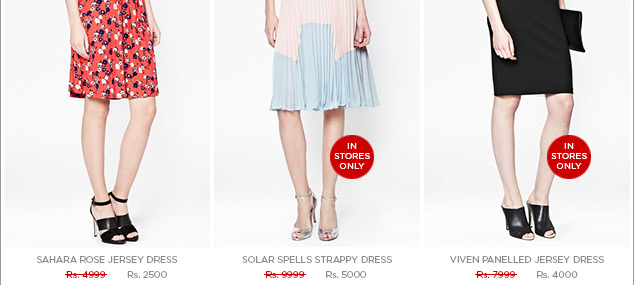 IN
STORES
ONLY
IN
STORES
ONLY
SAHARA ROSE JERSEY DRESS
Rs. 4999 Rs. 2500
SOLAR SPELLS STRAPPY DRESS
Rs. 9999 Rs. 5000
VIVEN PANELLED JERSEY DRESS
Rs. 7999 Rs. 4000